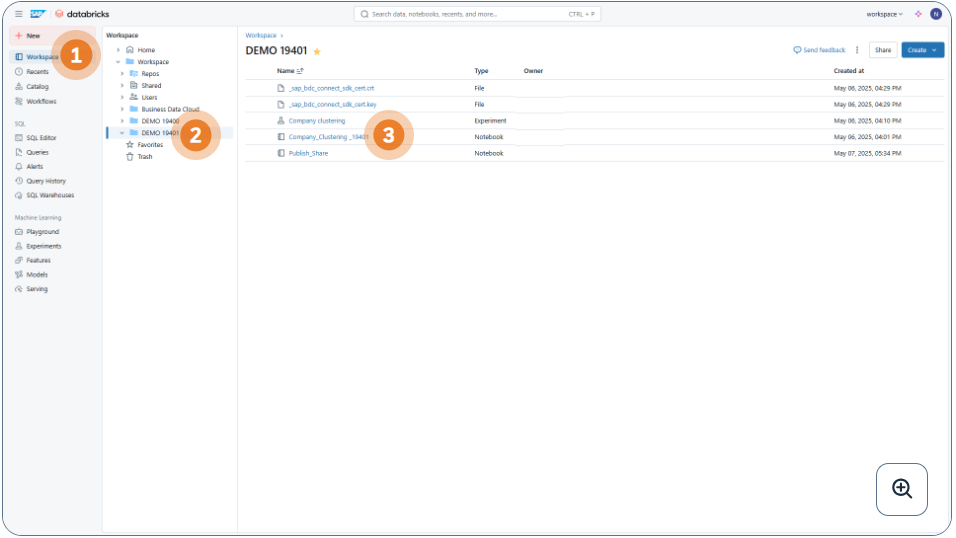 SAP databricks
Search data, notebooks, recents, and more... CTRL + P
workspace
N
New
Workspace
Recents
Catalog
Workflows
SQL
SQL Editor
Queries
Alerts
Query History
SQL Warehouses
Machine Learning
Playground
Experiments
Features
Models
Serving
1
Workspace
Home
Workspace
Repos
Shared
Users
Business Data Cloud
DEMO 19400
DEMO 19401
Favorites
Trash
2
Workspace ›
DEMO 19401
Send feedback
Share
Create
Name Type Owner Created at
_sap_bdc_connect_sdk_cert.crt File May 06, 2025, 04:29 PM
_sap_bdc_connect_sdk_cert.key File May 06, 2025, 04:29 PM
Company clustering Experiment May 06, 2025, 04:10 PM
Company_Clustering _19401 Notebook May 06, 2025, 04:01 PM
3
Publish_Share Notebook May 07, 2025, 05:34 PM